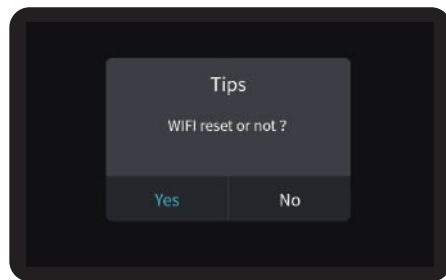 Tips
WIFI reset or not ?
Yes
No